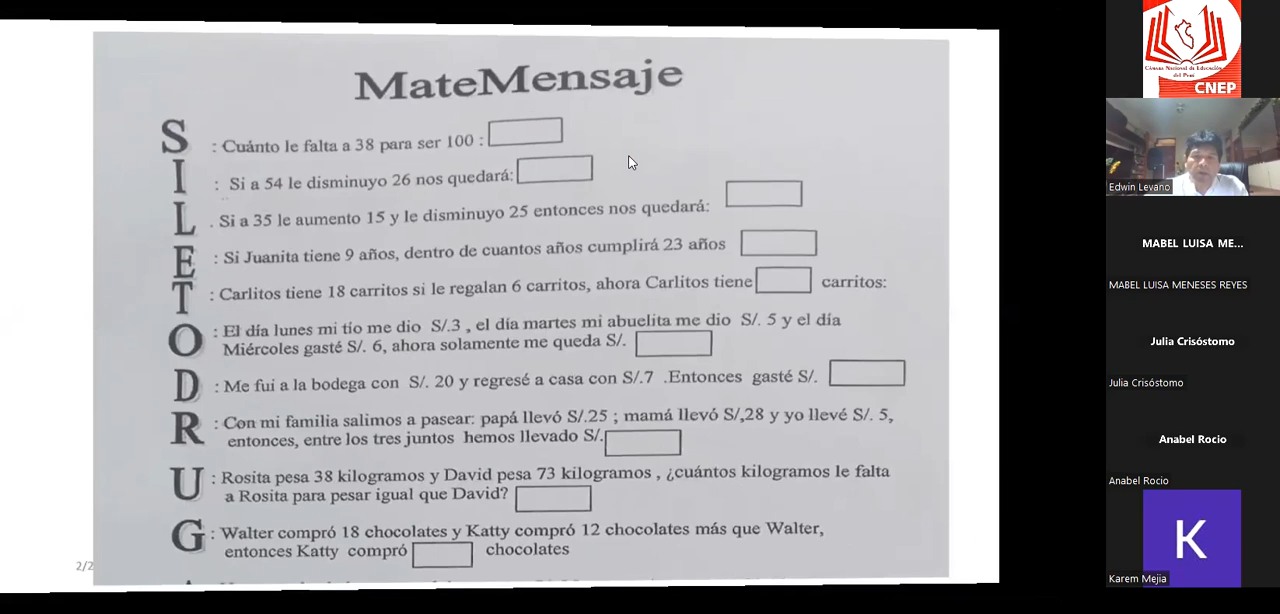 MateMensaje
S : Cuánto le falta a 38 para ser 100 :
I : Si a 54 le disminuyo 26 nos quedará:
L . Si a 35 le aumento 15 y le disminuyo 25 entonces nos quedará:
E : Si Juanita tiene 9 años, dentro de cuantos años cumplirá 23 años
T : Carlitos tiene 18 carritos si le regalan 6 carritos, ahora Carlitos tiene carritos:
O : El día lunes mi tío me dio S/.3 , el día martes mi abuelita me dio S/. 5 y el día
Miércoles gasté S/. 6, ahora solamente me queda S/.
D : Me fui a la bodega con S/. 20 y regresé a casa con S/.7 .Entonces gasté S/.
R : Con mi familia salimos a pasear: papá llevó S/.25 ; mamá llevó S/,28 y yo llevé S/. 5,
entonces, entre los tres juntos hemos llevado S/.
U : Rosita pesa 38 kilogramos y David pesa 73 kilogramos , ¿cuántos kilogramos le falta
a Rosita para pesar igual que David?
G : Walter compró 18 chocolates y Katty compró 12 chocolates más que Walter,
entonces Katty compró chocolates
2/2
Cámara Nacional de Educación
del Perú
CNEP
Edwin Levano
MABEL LUISA ME...
MABEL LUISA MENESES REYES
Julia Crisóstomo
Julia Crisóstomo
Anabel Rocio
Anabel Rocio
K
Karem Mejia